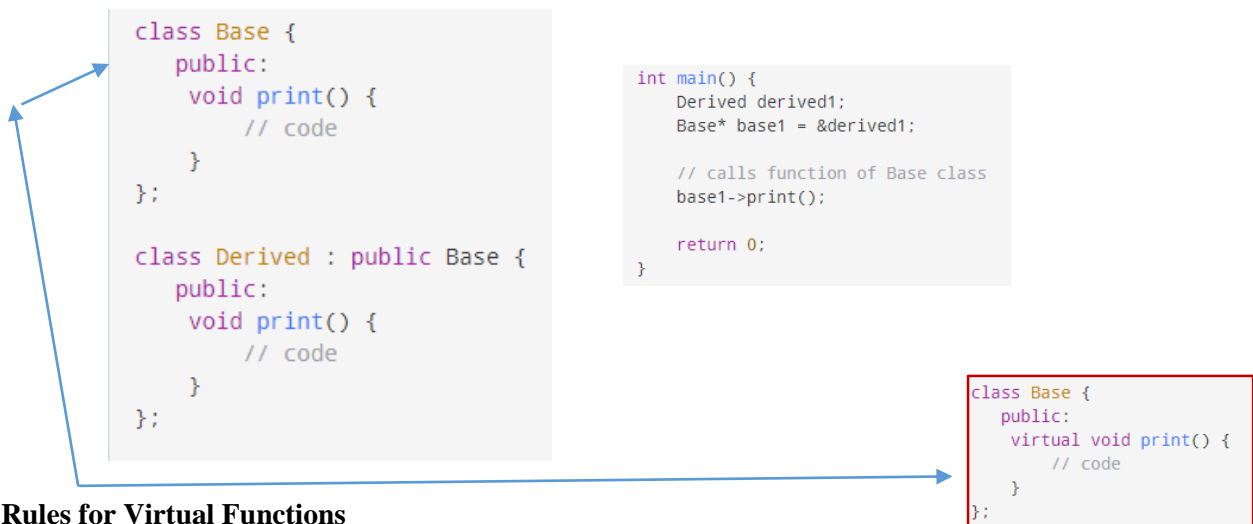 class Base {
public:
void print() {
// code
}
};
class Derived : public Base {
public:
void print() {
// code
}
};
int main() {
Derived derived1;
Base* base1 = &derived1;
// calls function of Base class
base1->print();
return 0;
}
class Base {
public:
virtual void print() {
// code
}
};
Rules for Virtual Functions